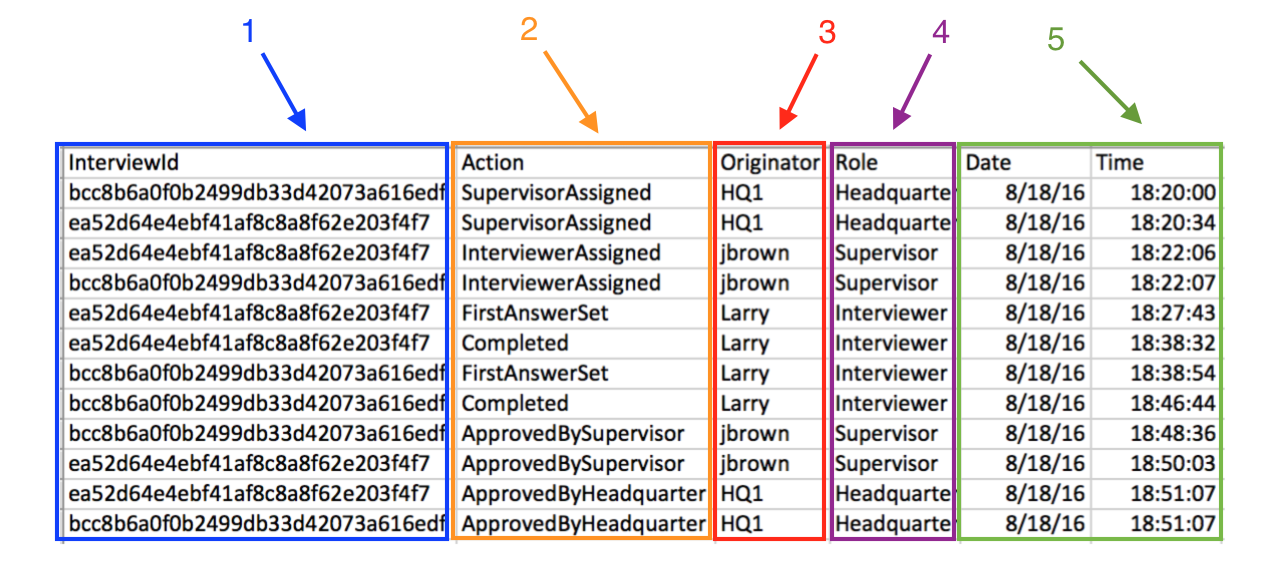 1 2 3 4 5
InterviewId Action Originator Role Date Time
bcc8b6a0f0b2499db33d42073a616edf SupervisorAssigned HQ1 Headquarte 8/18/16 18:20:00
ea52d64e4ebf41af8c8a8f62e203f4f7 SupervisorAssigned HQ1 Headquarte 8/18/16 18:20:34
ea52d64e4ebf41af8c8a8f62e203f4f7 InterviewerAssigned jbrown Supervisor 8/18/16 18:22:06
bcc8b6a0f0b2499db33d42073a616edf InterviewerAssigned jbrown Supervisor 8/18/16 18:22:07
ea52d64e4ebf41af8c8a8f62e203f4f7 FirstAnswerSet Larry Interviewer 8/18/16 18:27:43
ea52d64e4ebf41af8c8a8f62e203f4f7 Completed Larry Interviewer 8/18/16 18:38:32
bcc8b6a0f0b2499db33d42073a616edf FirstAnswerSet Larry Interviewer 8/18/16 18:38:54
bcc8b6a0f0b2499db33d42073a616edf Completed Larry Interviewer 8/18/16 18:46:44
bcc8b6a0f0b2499db33d42073a616edf ApprovedBySupervisor jbrown Supervisor 8/18/16 18:48:36
ea52d64e4ebf41af8c8a8f62e203f4f7 ApprovedBySupervisor jbrown Supervisor 8/18/16 18:50:03
ea52d64e4ebf41af8c8a8f62e203f4f7 ApprovedByHeadquarter HQ1 Headquarte 8/18/16 18:51:07
bcc8b6a0f0b2499db33d42073a616edf ApprovedByHeadquarter HQ1 Headquarte 8/18/16 18:51:07